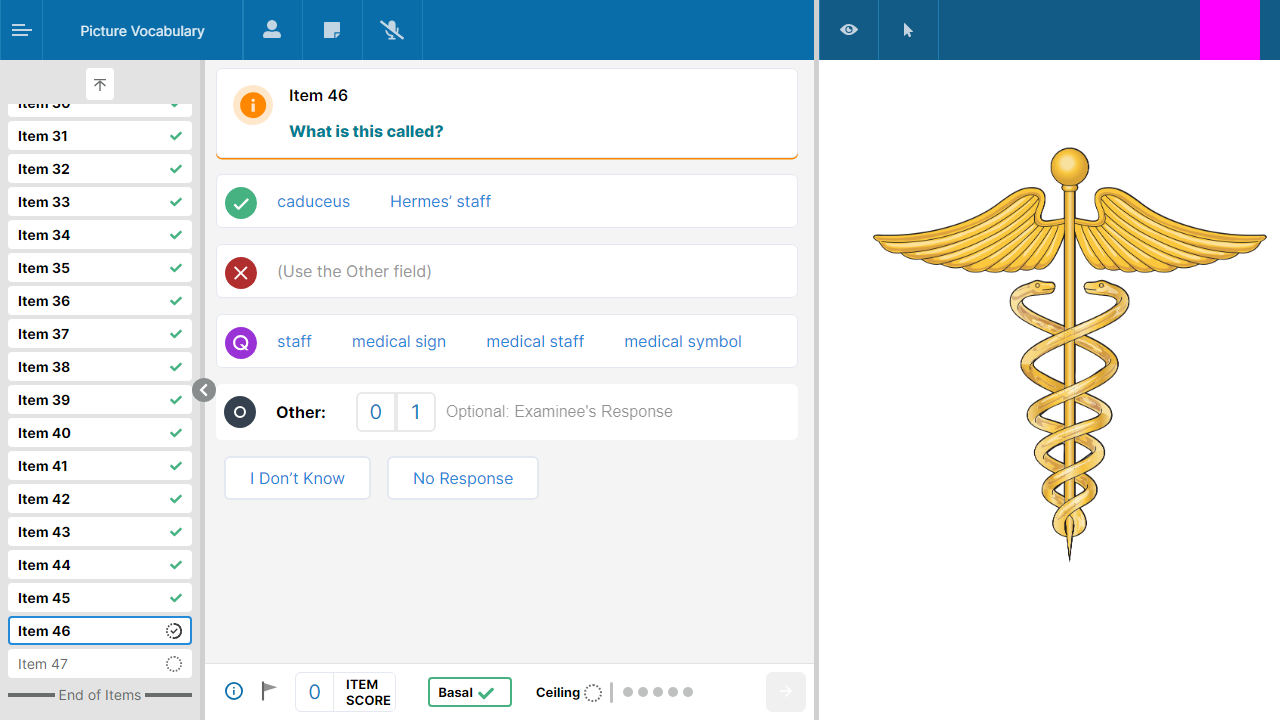 Picture Vocabulary
Item 30
Item 31
Item 32
Item 33
Item 34
Item 35
Item 36
Item 37
Item 38
Item 39
Item 40
Item 41
Item 42
Item 43
Item 44
Item 45
Item 46
Item 47
End of Items
Item 46
What is this called?
caduceus Hermes’ staff
(Use the Other field)
Q staff medical sign medical staff medical symbol
O Other: 0 1 Optional: Examinee's Response
I Don’t Know No Response
0 ITEM SCORE Basal Ceiling